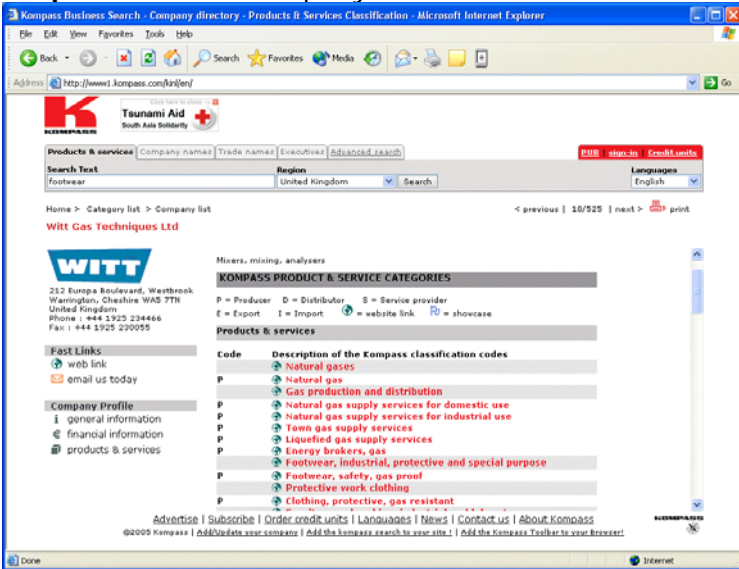 Kompass Business Search - Company directory - Products & Services Classification - Microsoft Internet Explorer
File Edit View Favorites Tools Help
Back Search Favorites Media
Address http://www1.kompass.com/kinl/en/ Go
KOMPASS
Click here to close
Tsunami Aid
South Asia Solidarity
Products & services Company names Trade names Executives Advanced search PUB sign-in Credit units
Search Text Region Languages
footwear United Kingdom Search English
Home > Category list > Company list < previous | 10/525 | next > print
Witt Gas Techniques Ltd
WITT
212 Europa Boulevard, Westbrook
Warrington, Cheshire WA5 7TN
United Kingdom
Phone : +44 1925 234466
Fax : +44 1925 230055
Fast Links
web link
email us today
Company Profile
general information
financial information
products & services
Mixers, mixing, analysers
KOMPASS PRODUCT & SERVICE CATEGORIES
P = Producer D = Distributor S = Service provider
E = Export I = Import = website link = showcase
Products & services
Code Description of the Kompass classification codes
Natural gases
P Natural gas
Gas production and distribution
P Natural gas supply services for domestic use
P Natural gas supply services for industrial use
P Town gas supply services
P Liquefied gas supply services
P Energy brokers, gas
Footwear, industrial, protective and special purpose
P Footwear, safety, gas proof
Protective work clothing
P Clothing, protective, gas resistant
Advertise | Subscribe | Order credit units | Languages | News | Contact us | About Kompass
©2005 Kompass | Add/Update your company | Add the kompass search to your site ! | Add the Kompass Toolbar to your Browser!
KOMPASS
Done Internet